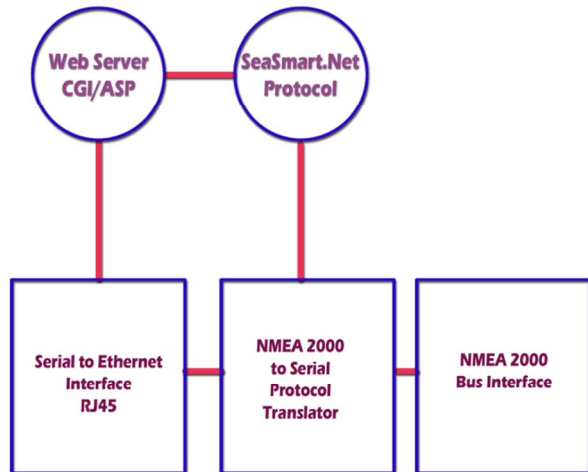 Web Server
CGI/ASP
SeaSmart.Net
Protocol
Serial to Ethernet
Interface
RJ45
NMEA 2000
to Serial
Protocol
Translator
NMEA 2000
Bus Interface